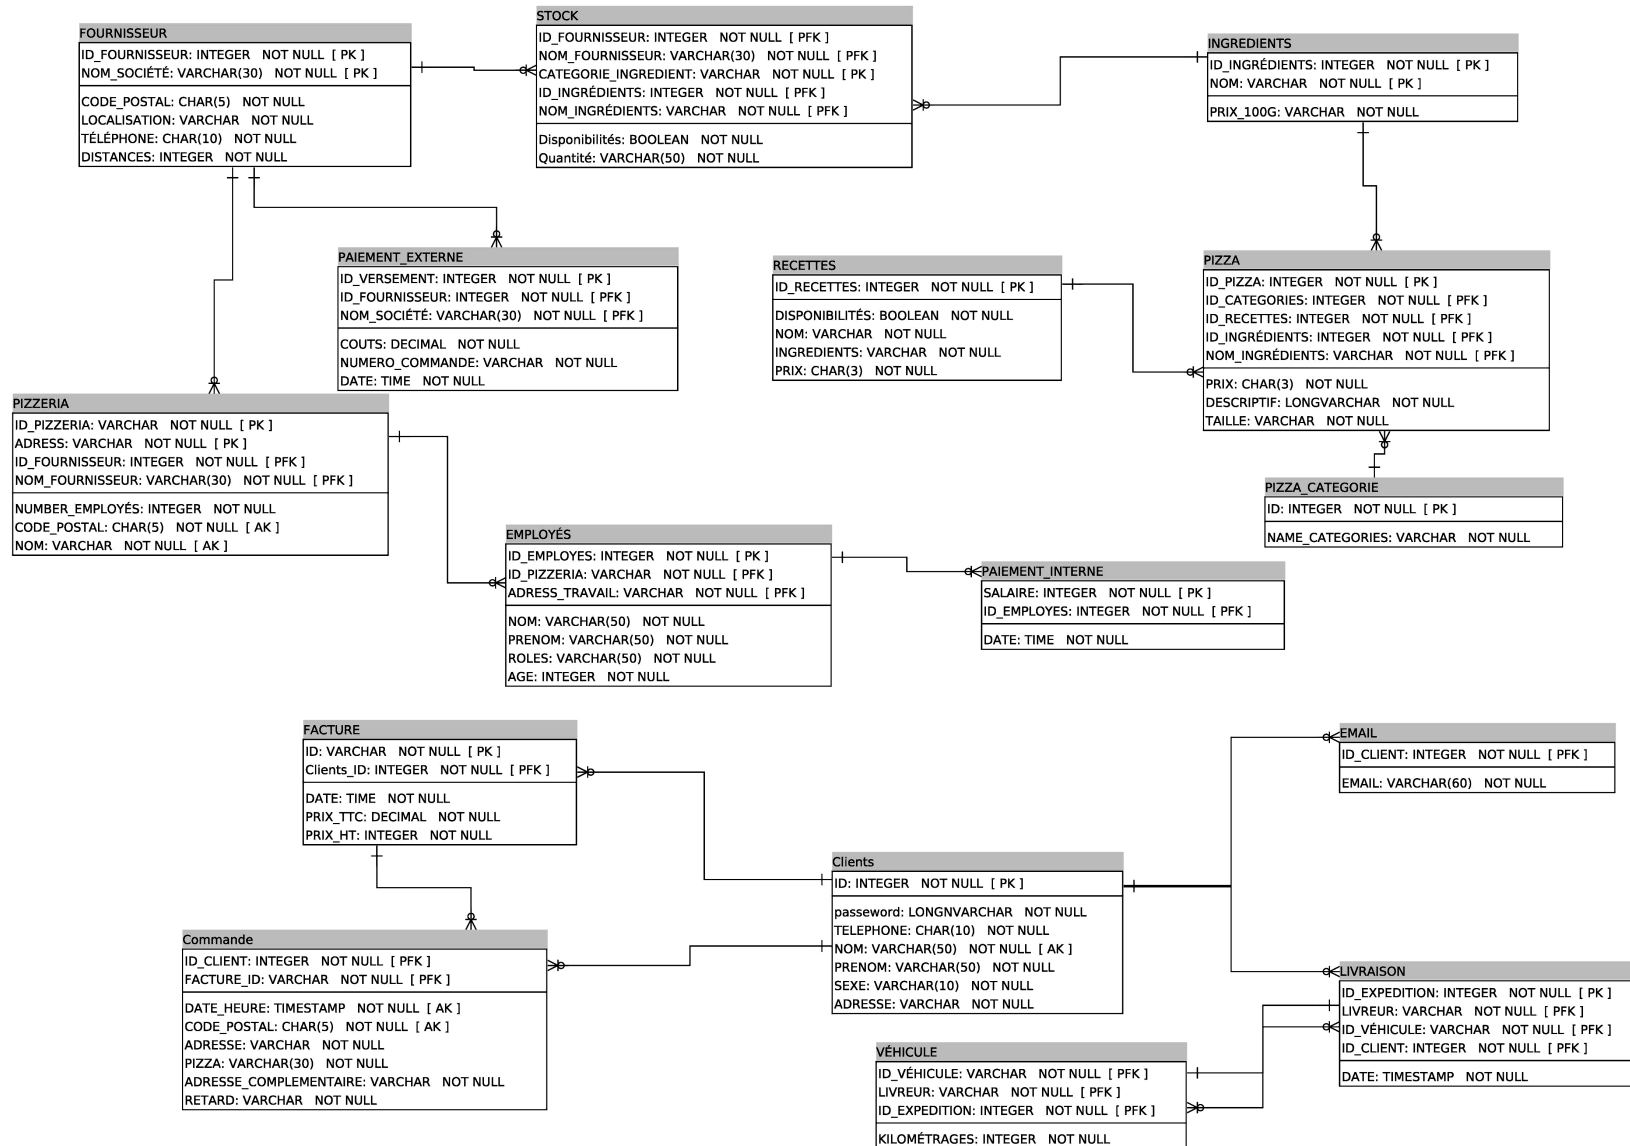 FOURNISSEUR
ID_FOURNISSEUR: INTEGER NOT NULL [ PK ]
NOM_SOCIÉTÉ: VARCHAR(30) NOT NULL [ PK ]
CODE_POSTAL: CHAR(5) NOT NULL
LOCALISATION: VARCHAR NOT NULL
TÉLÉPHONE: CHAR(10) NOT NULL
DISTANCES: INTEGER NOT NULL
STOCK
ID_FOURNISSEUR: INTEGER NOT NULL [ PFK ]
NOM_FOURNISSEUR: VARCHAR(30) NOT NULL [ PFK ]
CATEGORIE_INGREDIENT: VARCHAR NOT NULL [ PK ]
ID_INGRÉDIENTS: INTEGER NOT NULL [ PFK ]
NOM_INGRÉDIENTS: VARCHAR NOT NULL [ PFK ]
Disponibilités: BOOLEAN NOT NULL
Quantité: VARCHAR(50) NOT NULL
INGREDIENTS
ID_INGRÉDIENTS: INTEGER NOT NULL [ PK ]
NOM: VARCHAR NOT NULL [ PK ]
PRIX_100G: VARCHAR NOT NULL
PAIEMENT_EXTERNE
ID_VERSEMENT: INTEGER NOT NULL [ PK ]
ID_FOURNISSEUR: INTEGER NOT NULL [ PFK ]
NOM_SOCIÉTÉ: VARCHAR(30) NOT NULL [ PFK ]
COUTS: DECIMAL NOT NULL
NUMERO_COMMANDE: VARCHAR NOT NULL
DATE: TIME NOT NULL
RECETTES
ID_RECETTES: INTEGER NOT NULL [ PK ]
DISPONIBILITÉS: BOOLEAN NOT NULL
NOM: VARCHAR NOT NULL
INGREDIENTS: VARCHAR NOT NULL
PRIX: CHAR(3) NOT NULL
PIZZA
ID_PIZZA: INTEGER NOT NULL [ PK ]
ID_CATEGORIES: INTEGER NOT NULL [ PFK ]
ID_RECETTES: INTEGER NOT NULL [ PFK ]
ID_INGRÉDIENTS: INTEGER NOT NULL [ PFK ]
NOM_INGRÉDIENTS: VARCHAR NOT NULL [ PFK ]
PRIX: CHAR(3) NOT NULL
DESCRIPTIF: LONGVARCHAR NOT NULL
TAILLE: VARCHAR NOT NULL
PIZZERIA
ID_PIZZERIA: VARCHAR NOT NULL [ PK ]
ADRESS: VARCHAR NOT NULL [ PK ]
ID_FOURNISSEUR: INTEGER NOT NULL [ PFK ]
NOM_FOURNISSEUR: VARCHAR(30) NOT NULL [ PFK ]
NUMBER_EMPLOYÉS: INTEGER NOT NULL
CODE_POSTAL: CHAR(5) NOT NULL [ AK ]
NOM: VARCHAR NOT NULL [ AK ]
PIZZA_CATEGORIE
ID: INTEGER NOT NULL [ PK ]
NAME_CATEGORIES: VARCHAR NOT NULL
EMPLOYÉS
ID_EMPLOYES: INTEGER NOT NULL [ PK ]
ID_PIZZERIA: VARCHAR NOT NULL [ PFK ]
ADRESS_TRAVAIL: VARCHAR NOT NULL [ PFK ]
NOM: VARCHAR(50) NOT NULL
PRENOM: VARCHAR(50) NOT NULL
ROLES: VARCHAR(50) NOT NULL
AGE: INTEGER NOT NULL
PAIEMENT_INTERNE
SALAIRE: INTEGER NOT NULL [ PK ]
ID_EMPLOYES: INTEGER NOT NULL [ PFK ]
DATE: TIME NOT NULL
FACTURE
ID: VARCHAR NOT NULL [ PK ]
Clients_ID: INTEGER NOT NULL [ PFK ]
DATE: TIME NOT NULL
PRIX_TTC: DECIMAL NOT NULL
PRIX_HT: INTEGER NOT NULL
EMAIL
ID_CLIENT: INTEGER NOT NULL [ PFK ]
EMAIL: VARCHAR(60) NOT NULL
Clients
ID: INTEGER NOT NULL [ PK ]
passeword: LONGNVARCHAR NOT NULL
TELEPHONE: CHAR(10) NOT NULL
NOM: VARCHAR(50) NOT NULL [ AK ]
PRENOM: VARCHAR(50) NOT NULL
SEXE: VARCHAR(10) NOT NULL
ADRESSE: VARCHAR NOT NULL
Commande
ID_CLIENT: INTEGER NOT NULL [ PFK ]
FACTURE_ID: VARCHAR NOT NULL [ PFK ]
DATE_HEURE: TIMESTAMP NOT NULL [ AK ]
CODE_POSTAL: CHAR(5) NOT NULL [ AK ]
ADRESSE: VARCHAR NOT NULL
PIZZA: VARCHAR(30) NOT NULL
ADRESSE_COMPLEMENTAIRE: VARCHAR NOT NULL
RETARD: VARCHAR NOT NULL
LIVRAISON
ID_EXPEDITION: INTEGER NOT NULL [ PK ]
LIVREUR: VARCHAR NOT NULL [ PFK ]
ID_VÉHICULE: VARCHAR NOT NULL [ PFK ]
ID_CLIENT: INTEGER NOT NULL [ PFK ]
DATE: TIMESTAMP NOT NULL
VÉHICULE
ID_VÉHICULE: VARCHAR NOT NULL [ PFK ]
LIVREUR: VARCHAR NOT NULL [ PFK ]
ID_EXPEDITION: INTEGER NOT NULL [ PFK ]
KILOMÉTRAGES: INTEGER NOT NULL